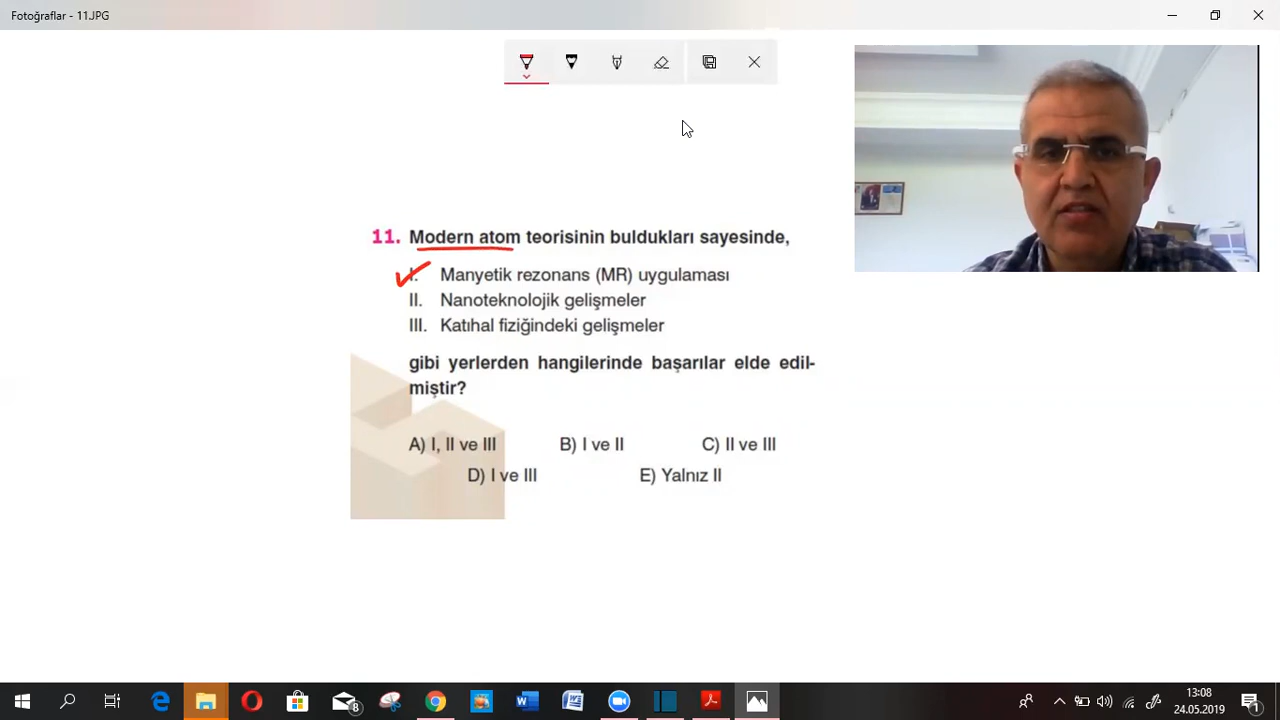 Fotoğraflar - 11.JPG
11. Modern atom teorisinin buldukları sayesinde,
I. Manyetik rezonans (MR) uygulaması
II. Nanoteknolojik gelişmeler
III. Katıhal fiziğindeki gelişmeler
gibi yerlerden hangilerinde başarılar elde edil-
miştir?
A) I, II ve III B) I ve II C) II ve III
D) I ve III E) Yalnız II
8
13:08
24.05.2019
1